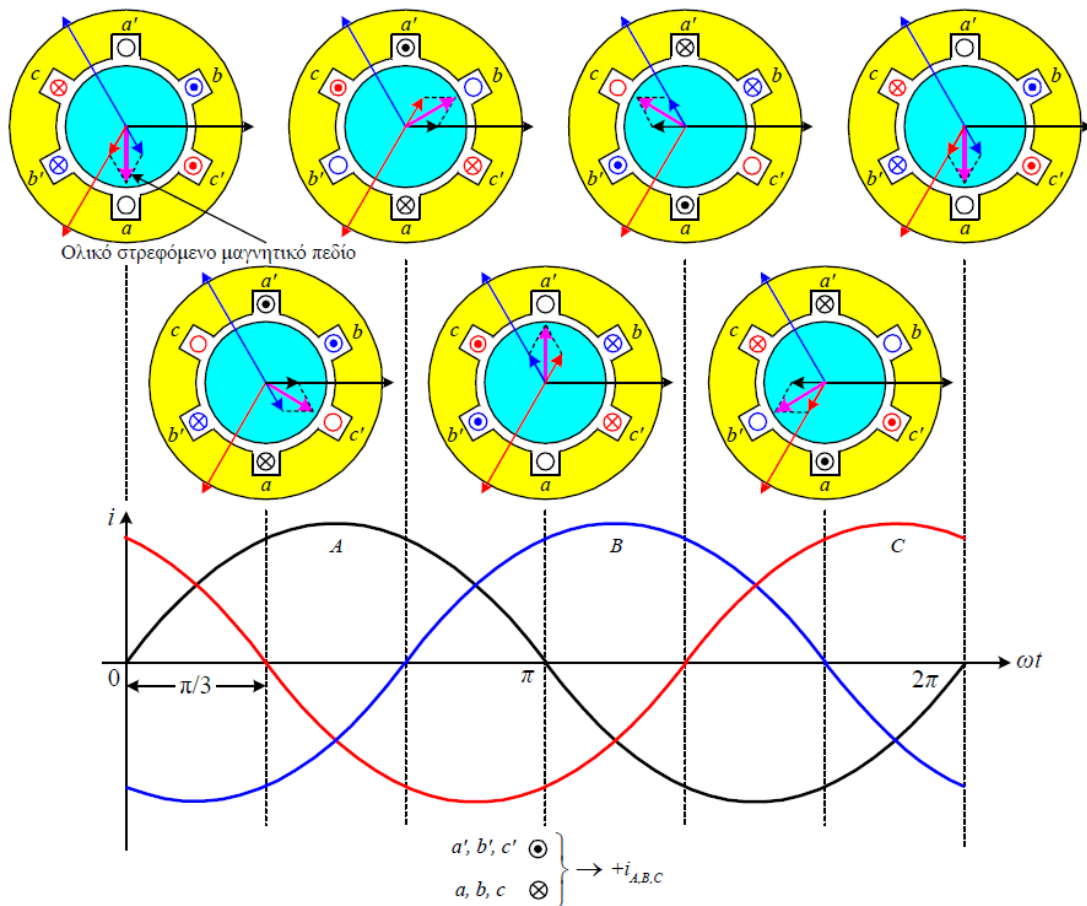 a' a' a' a'
c b c b c b c b
b' c' b' c' b' c' b' c'
a a a a
Ολικό στρεφόμενο μαγνητικό πεδίο
a' a' a'
c b c b c b
b' c' b' c' b' c'
a a a
i A B C
0 π/3 π 2π ωt
a', b', c'
a, b, c
→ +i_{A,B,C}